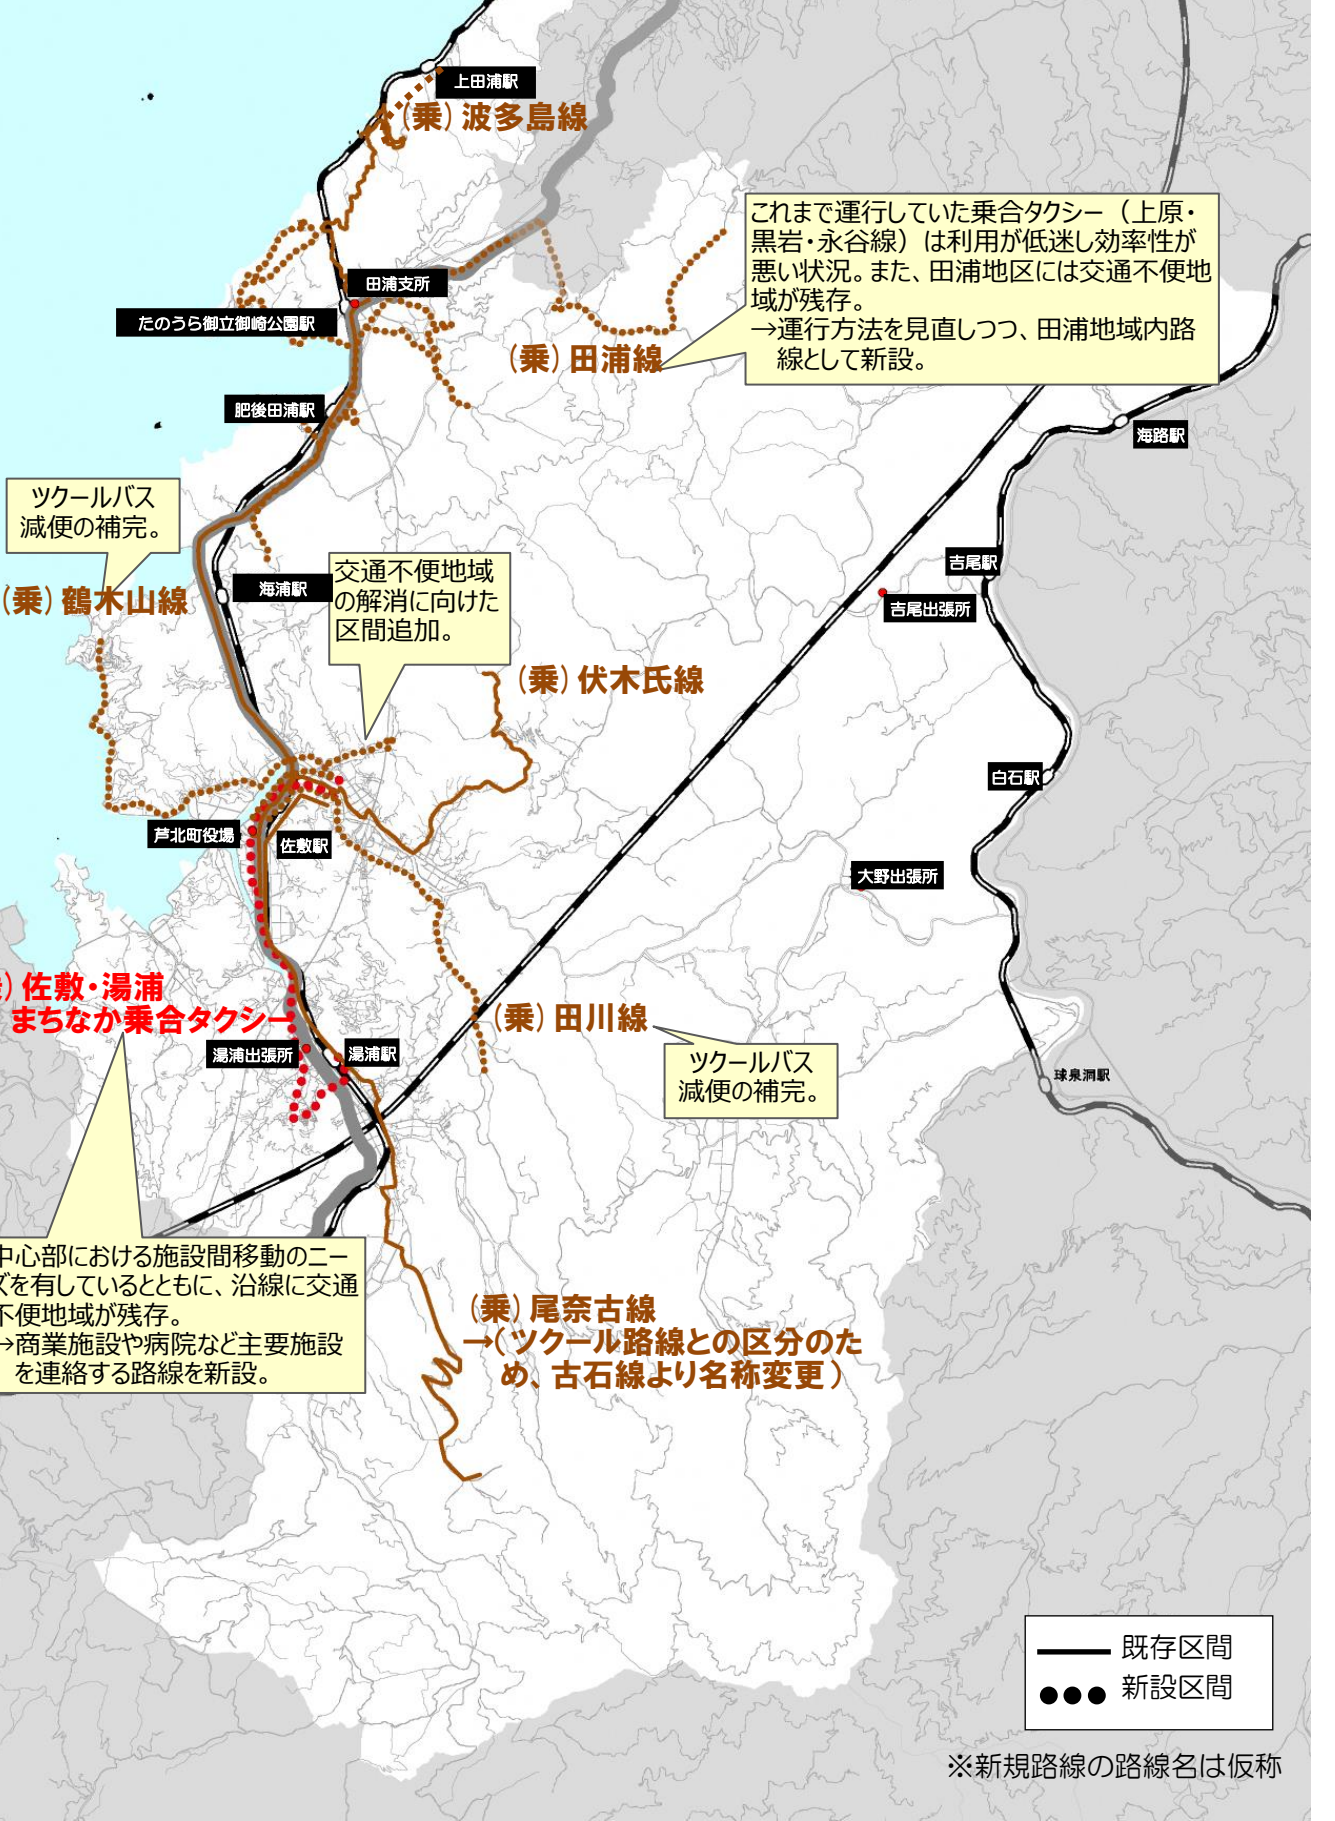 上田浦駅
(乗)波多島線
これまで運行していた乗合タクシー（上原・
黒岩・永谷線）は利用が低迷し効率性が
悪い状況。また、田浦地区には交通不便地
域が残存。
→運行方法を見直しつつ、田浦地域内路
線として新設。
田浦支所
たのうら御立御崎公園駅
(乗)田浦線
肥後田浦駅
海路駅
ツクールバス
減便の補完。
交通不便地域
の解消に向けた
区間追加。
吉尾駅
海浦駅
(乗)鶴木山線
吉尾出張所
(乗)伏木氏線
白石駅
芦北町役場
佐敷駅
大野出張所
)佐敷・湯浦
まちなか乗合タクシー
(乗)田川線
湯浦出張所
湯浦駅
ツクールバス
減便の補完。
球泉洞駅
中心部における施設間移動のニー
ズを有しているとともに、沿線に交通
不便地域が残存。
→商業施設や病院など主要施設
を連絡する路線を新設。
(乗)尾奈古線
→(ツクール路線との区分のた
め、古石線より名称変更)
既存区間
新設区間
※新規路線の路線名は仮称